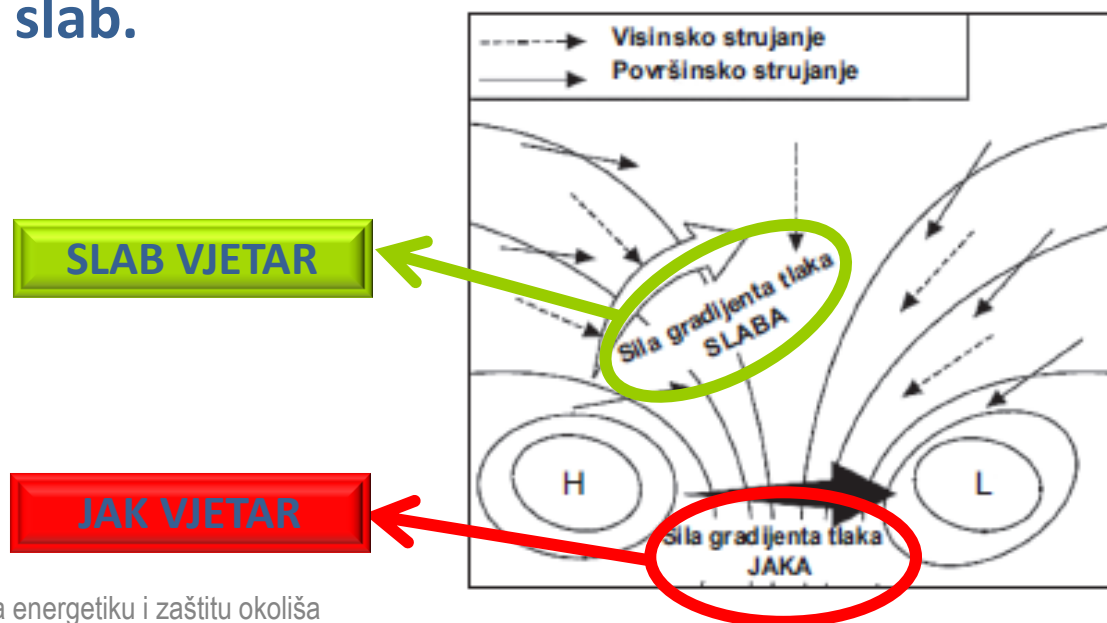 slab.
Visinsko strujanje
Površinsko strujanje
SLAB VJETAR
Sila gradijenta tlaka
SLABA
H
L
JAK VJETAR
Sila gradijenta tlaka
JAKA
a energetiku i zaštitu okoliša